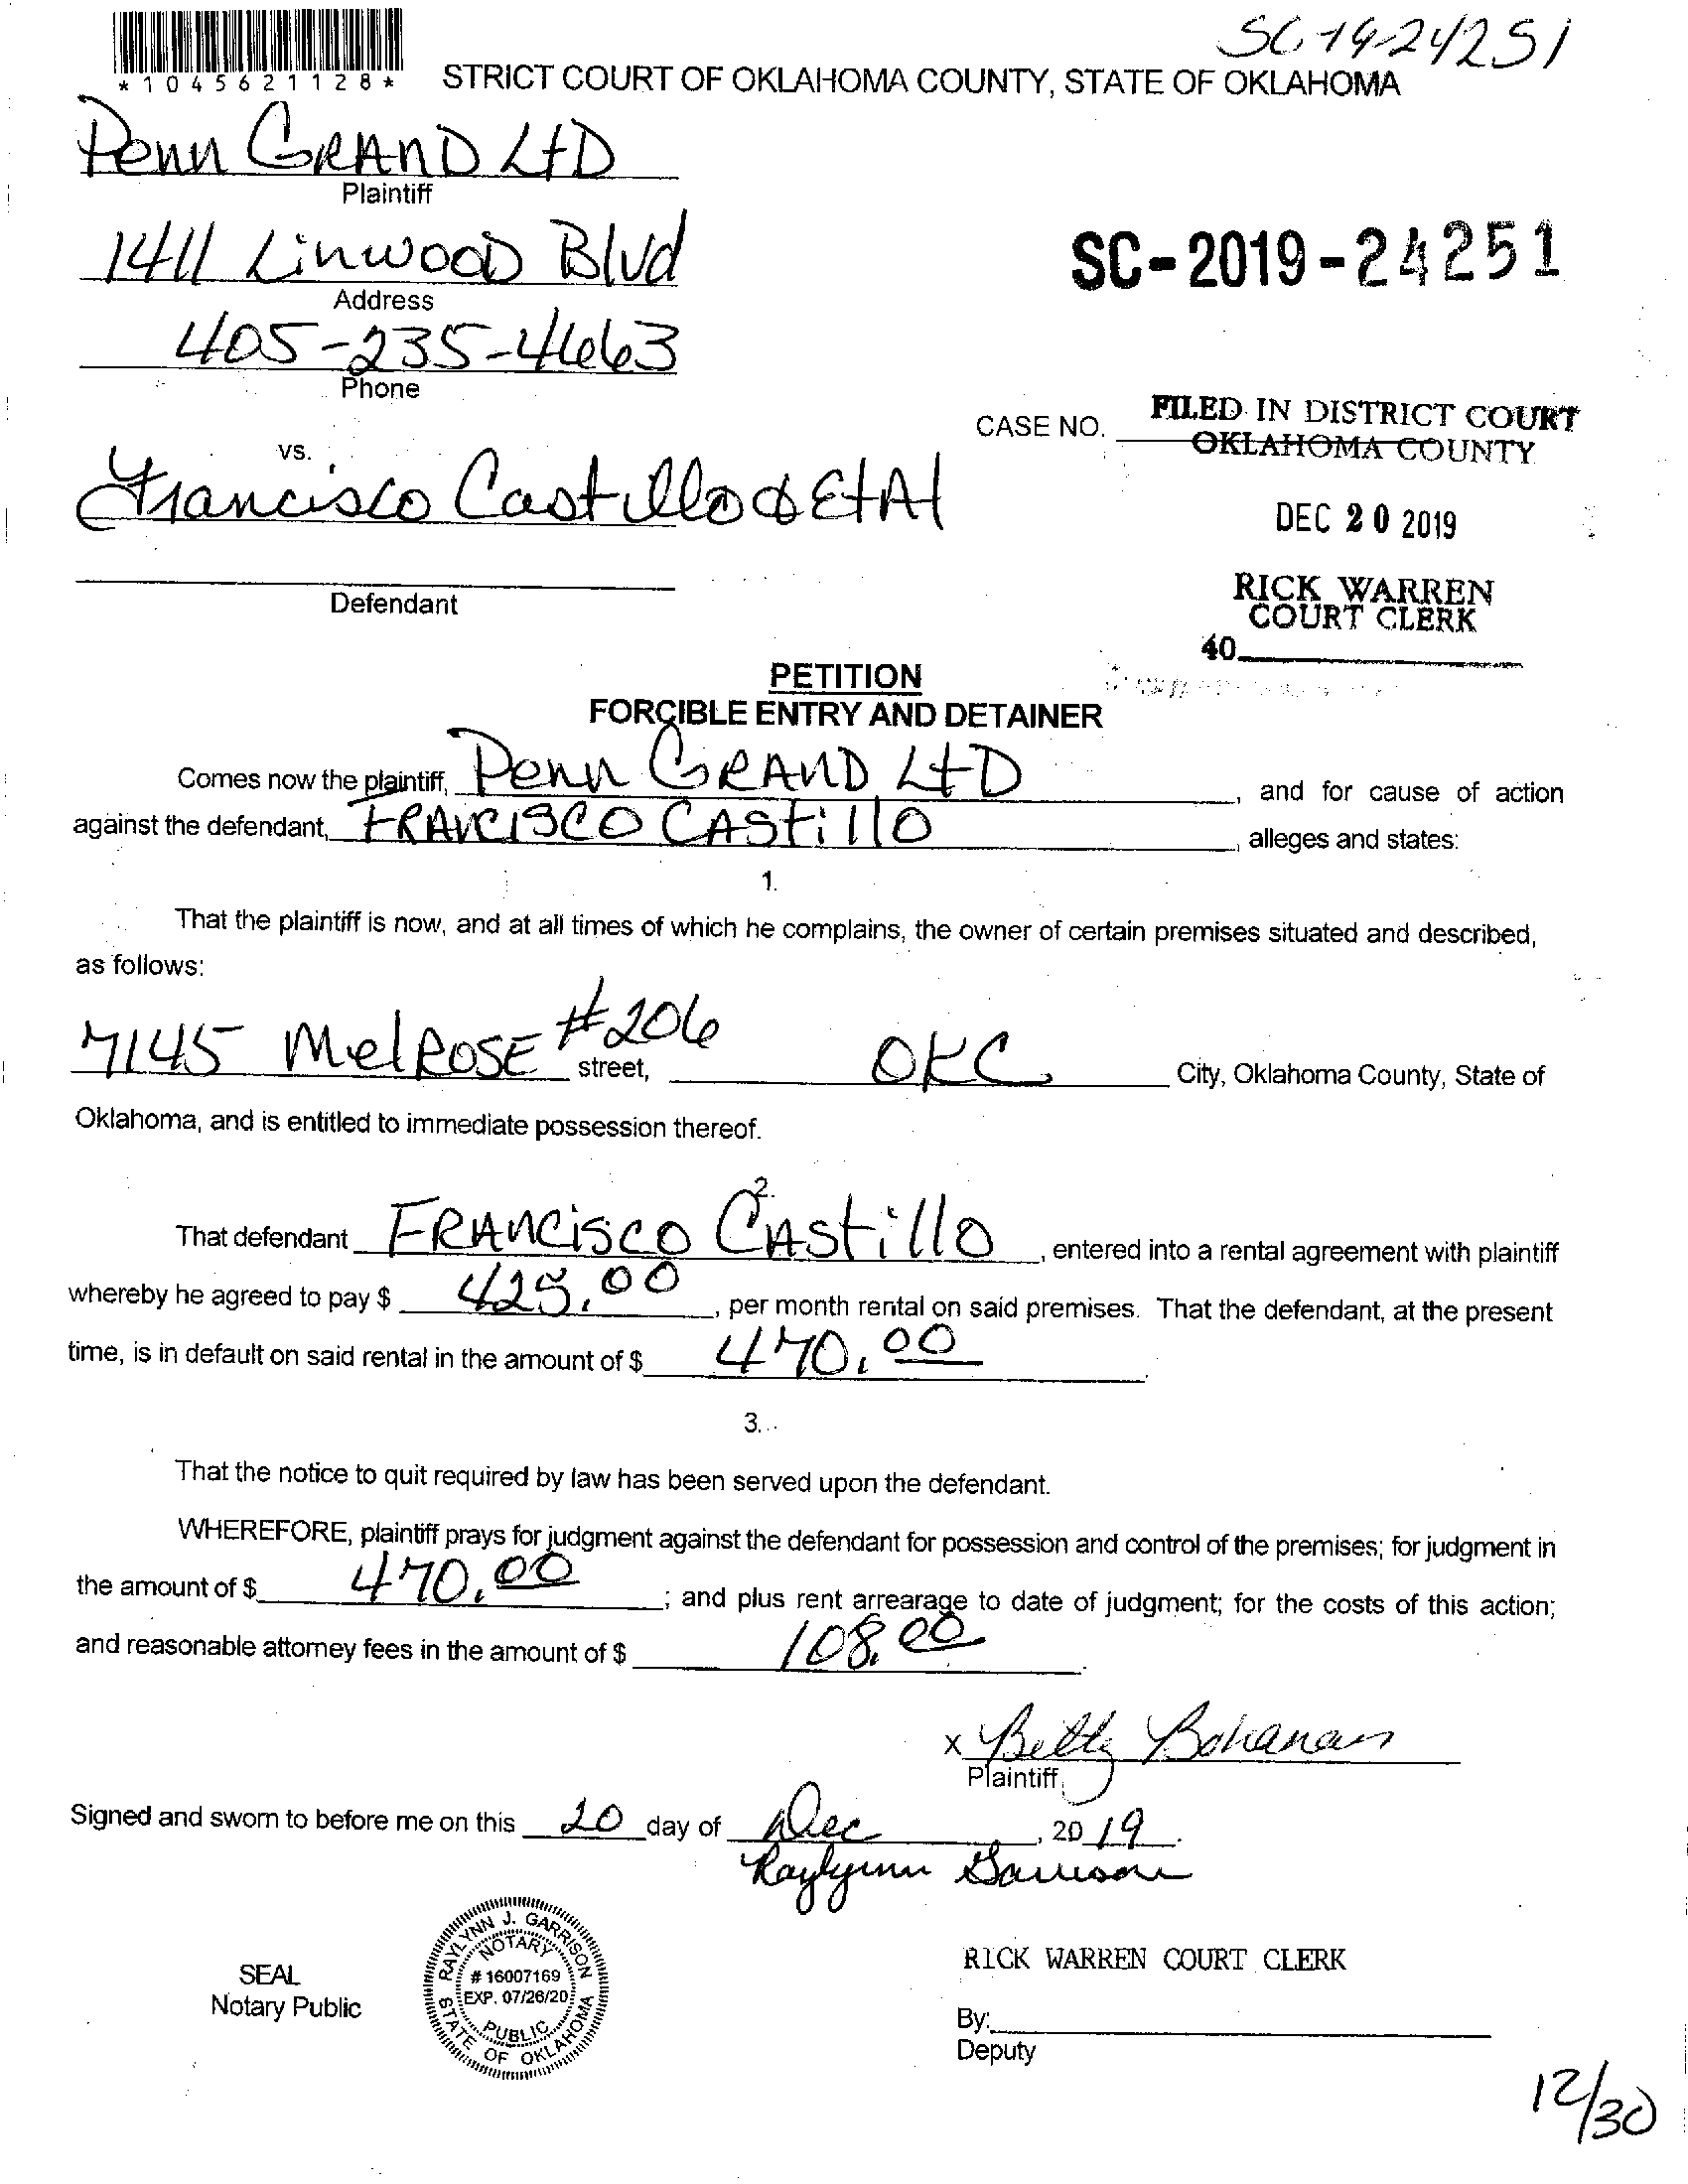 SC-19-24251
*1045621128*
STRICT COURT OF OKLAHOMA COUNTY, STATE OF OKLAHOMA
Penn GRAND LtD
Plaintiff
1411 LinwooD Blvd
Address
SC-2019-24251
405-235-4663
Phone
CASE NO.
FILED IN DISTRICT COURT
OKLAHOMA COUNTY
vs.
Francisco Castillo & EtAl
DEC 20 2019
Defendant
RICK WARREN
COURT CLERK
40
PETITION
FORCIBLE ENTRY AND DETAINER
Comes now the plaintiff, Penn GRAND LtD, and for cause of action
against the defendant, FRANCISCO CAStillO, alleges and states:
1.
That the plaintiff is now, and at all times of which he complains, the owner of certain premises situated and described,
as follows:
7145 MelROSE #206 street, OKC City, Oklahoma County, State of
Oklahoma, and is entitled to immediate possession thereof.
2.
That defendant FRANCiSCO CAStillO, entered into a rental agreement with plaintiff
whereby he agreed to pay $ 425.00, per month rental on said premises. That the defendant, at the present
time, is in default on said rental in the amount of $ 470.00
3.
That the notice to quit required by law has been served upon the defendant.
WHEREFORE, plaintiff prays for judgment against the defendant for possession and control of the premises; for judgment in
the amount of $ 470.00; and plus rent arrearage to date of judgment; for the costs of this action;
and reasonable attorney fees in the amount of $ 108.00
x Betty Bohanan
Plaintiff
Signed and sworn to before me on this 20 day of Dec, 2019.
Raylynn Garrison
RAYLYNN J. GARRISON
NOTARY
# 16007169
EXP. 07/26/20
PUBLIC
STATE OF OKLAHOMA
SEAL
Notary Public
RICK WARREN COURT CLERK
By:
Deputy
12/30